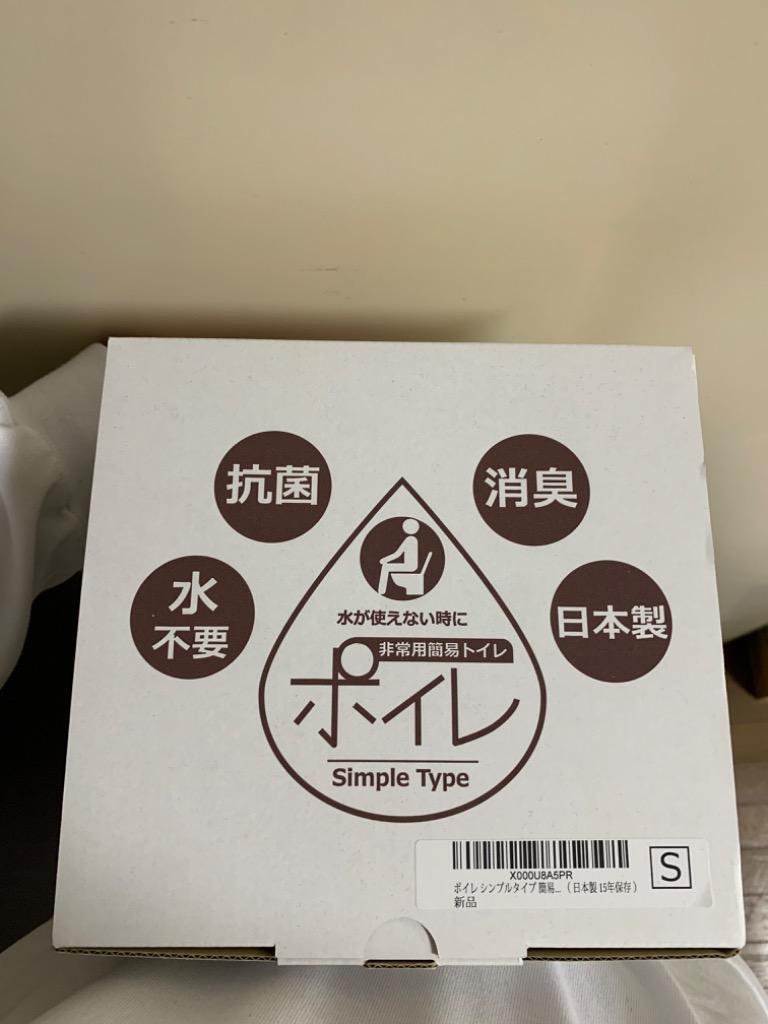 抗菌
消臭
水
不要
日本製
水が使えない時に
非常用簡易トイレ
ポイレ
Simple Type
X000U8A5PR
S
ポイレ シンプルタイプ 簡易... (日本製 15年保存)
新品